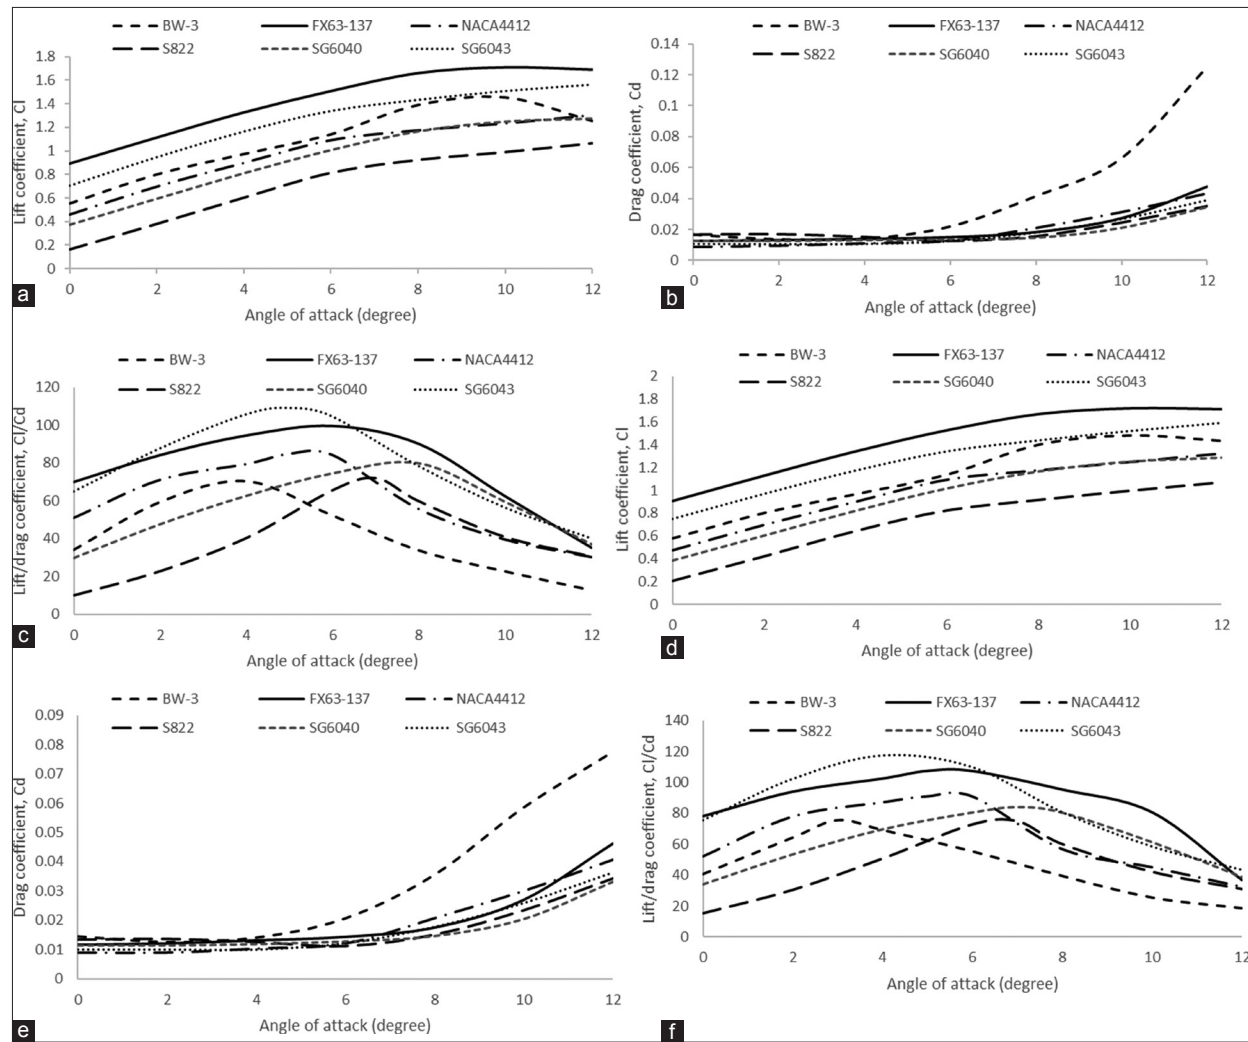 BW-3 FX63-137 NACA4412
S822 SG6040 SG6043
1.8
1.6
1.4
1.2
1
0.8
0.6
0.4
0.2
0
Lift coefficient, Cl
0 2 4 6 8 10 12
Angle of attack (degree)
a
BW-3 FX63-137 NACA4412
S822 SG6040 SG6043
0.14
0.12
0.1
0.08
0.06
0.04
0.02
0
Drag coefficient, Cd
0 2 4 6 8 10 12
Angle of attack (degree)
b
BW-3 FX63-137 NACA4412
S822 SG6040 SG6043
120
100
80
60
40
20
0
Lift/drag coefficient, Cl/Cd
0 2 4 6 8 10 12
Angle of attack (degree)
c
BW-3 FX63-137 NACA4412
S822 SG6040 SG6043
2
1.8
1.6
1.4
1.2
1
0.8
0.6
0.4
0.2
0
Lift coefficient, Cl
0 2 4 6 8 10 12
Angle of attack (degree)
d
BW-3 FX63-137 NACA4412
S822 SG6040 SG6043
0.09
0.08
0.07
0.06
0.05
0.04
0.03
0.02
0.01
0
Drag coefficient, Cd
0 2 4 6 8 10 12
Angle of attack (degree)
e
BW-3 FX63-137 NACA4412
S822 SG6040 SG6043
140
120
100
80
60
40
20
0
Lift/drag coefficient, Cl/Cd
0 2 4 6 8 10 12
Angle of attack (degree)
f